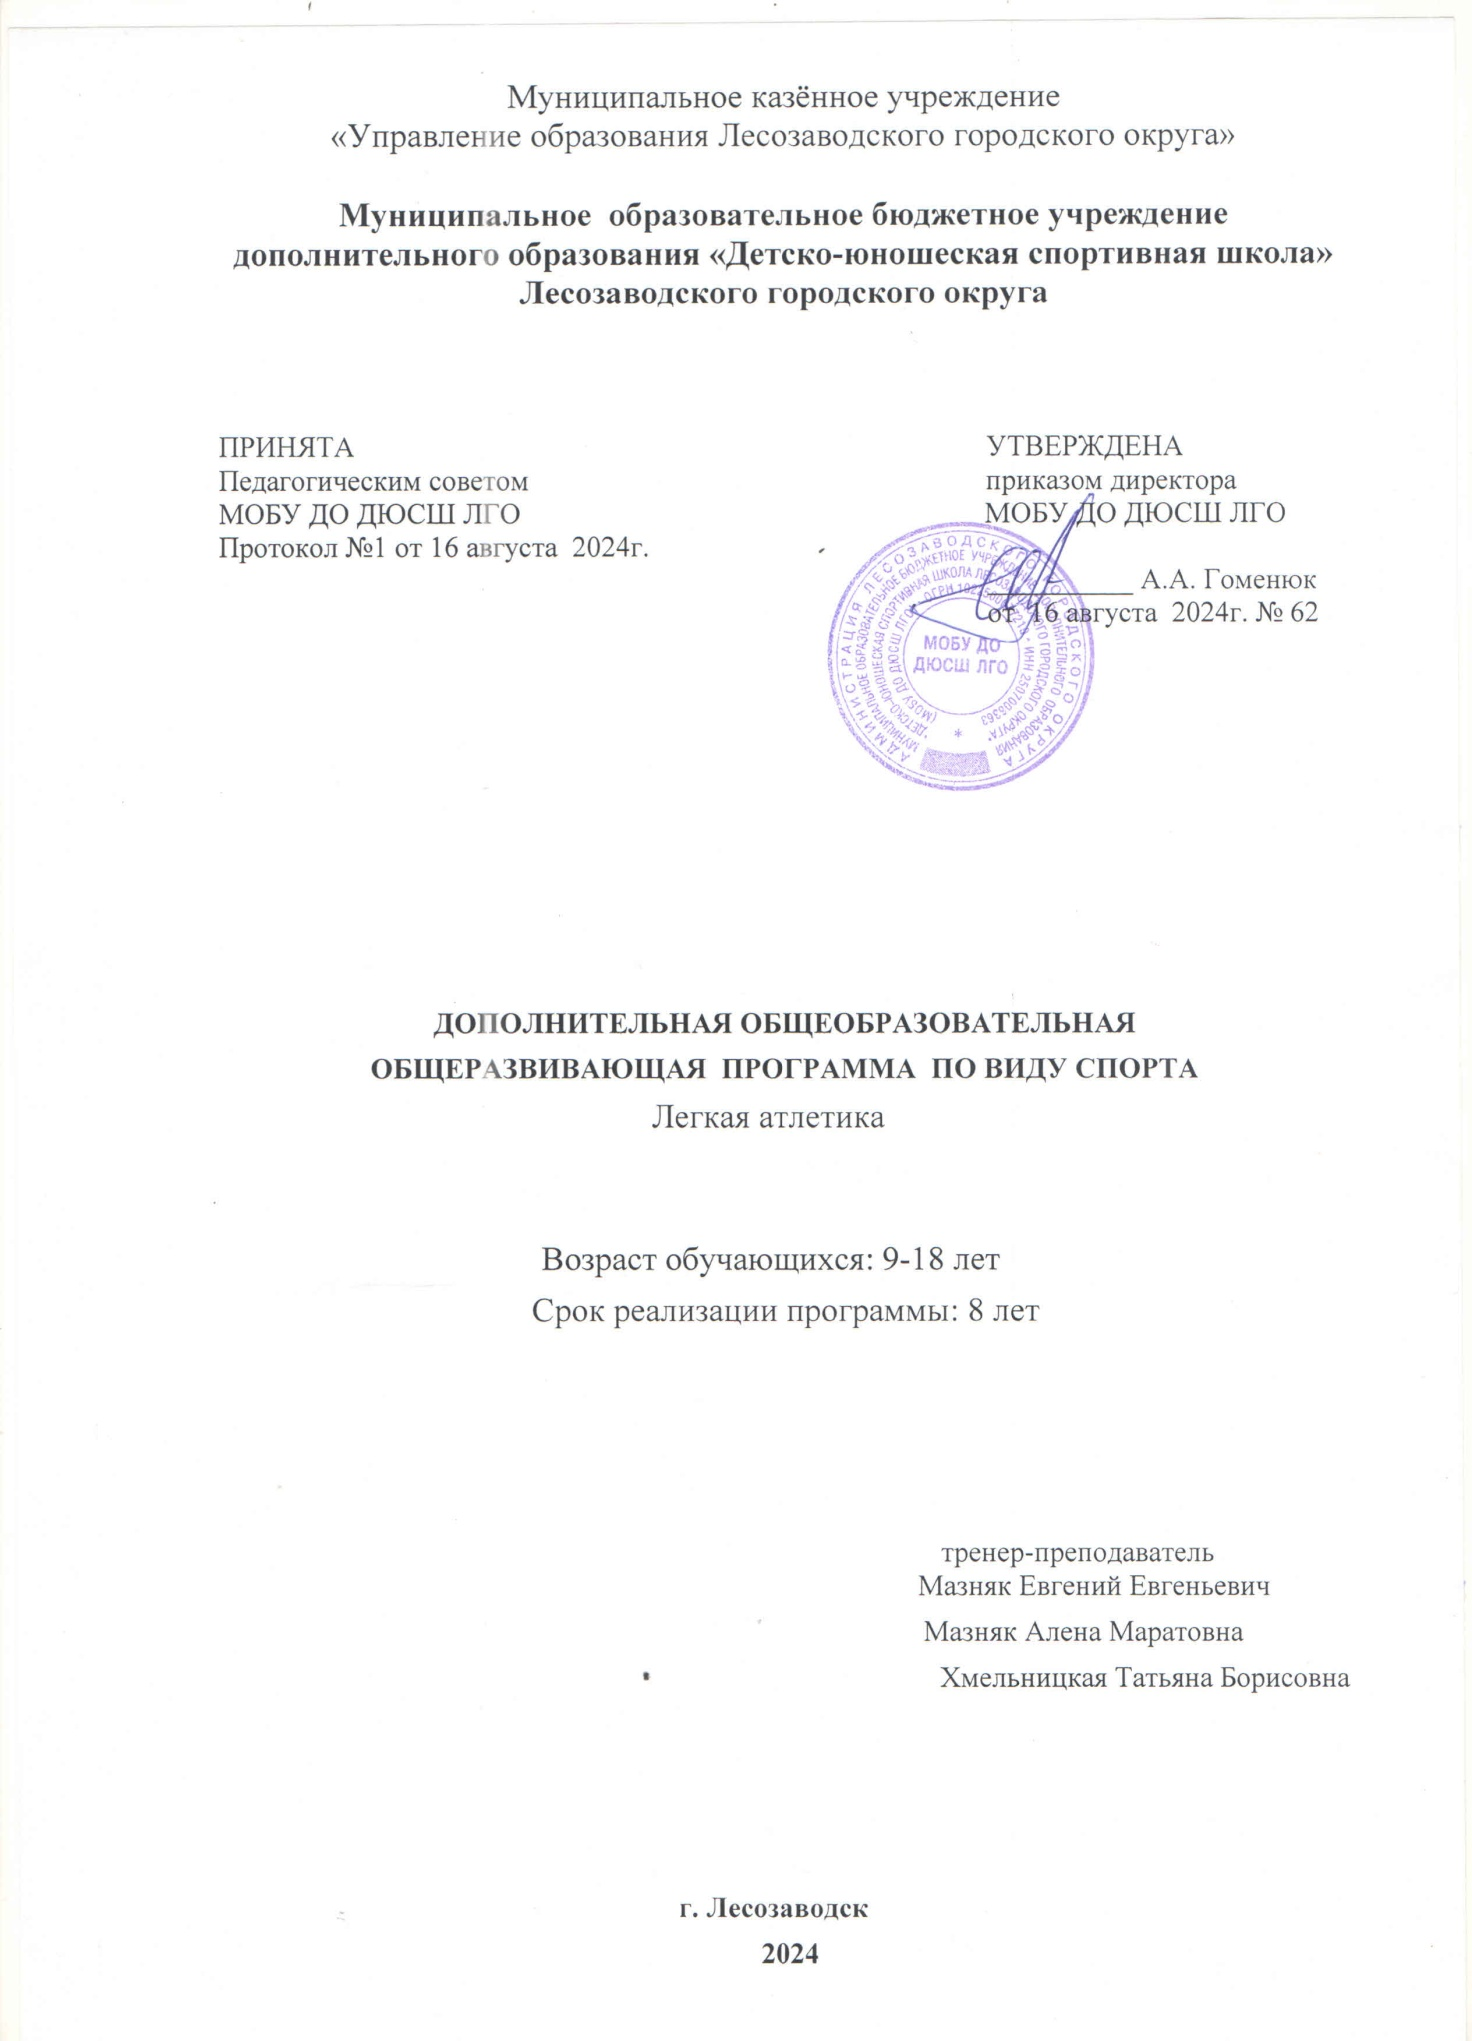 Муниципальное казённое учреждение
«Управление образования Лесозаводского городского округа»
Муниципальное образовательное бюджетное учреждение
дополнительного образования «Детско-юношеская спортивная школа»
Лесозаводского городского округа
ПРИНЯТА
Педагогическим советом
МОБУ ДО ДЮСШ ЛГО
Протокол №1 от 16 августа 2024г.
УТВЕРЖДЕНА
приказом директора
МОБУ ДО ДЮСШ ЛГО
А.А. Гоменюк
от 16 августа 2024г. № 62
АДМИНИСТРАЦИЯ ЛЕСОЗАВОДСКОГО ГОРОДСКОГО ОКРУГА
МОБУ ДО
ДЮСШ ЛГО
ДОПОЛНИТЕЛЬНАЯ ОБЩЕОБРАЗОВАТЕЛЬНАЯ
ОБЩЕРАЗВИВАЮЩАЯ ПРОГРАММА ПО ВИДУ СПОРТА
Легкая атлетика
Возраст обучающихся: 9-18 лет
Срок реализации программы: 8 лет
тренер-преподаватель
Мазняк Евгений Евгеньевич
Мазняк Алена Маратовна
Хмельницкая Татьяна Борисовна
г. Лесозаводск
2024